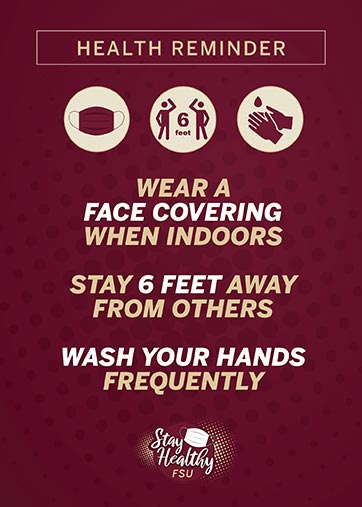 HEALTH REMINDER
6
feet
WEAR A
FACE COVERING
WHEN INDOORS
STAY 6 FEET AWAY
FROM OTHERS
WASH YOUR HANDS
FREQUENTLY
Stay
Healthy
FSU